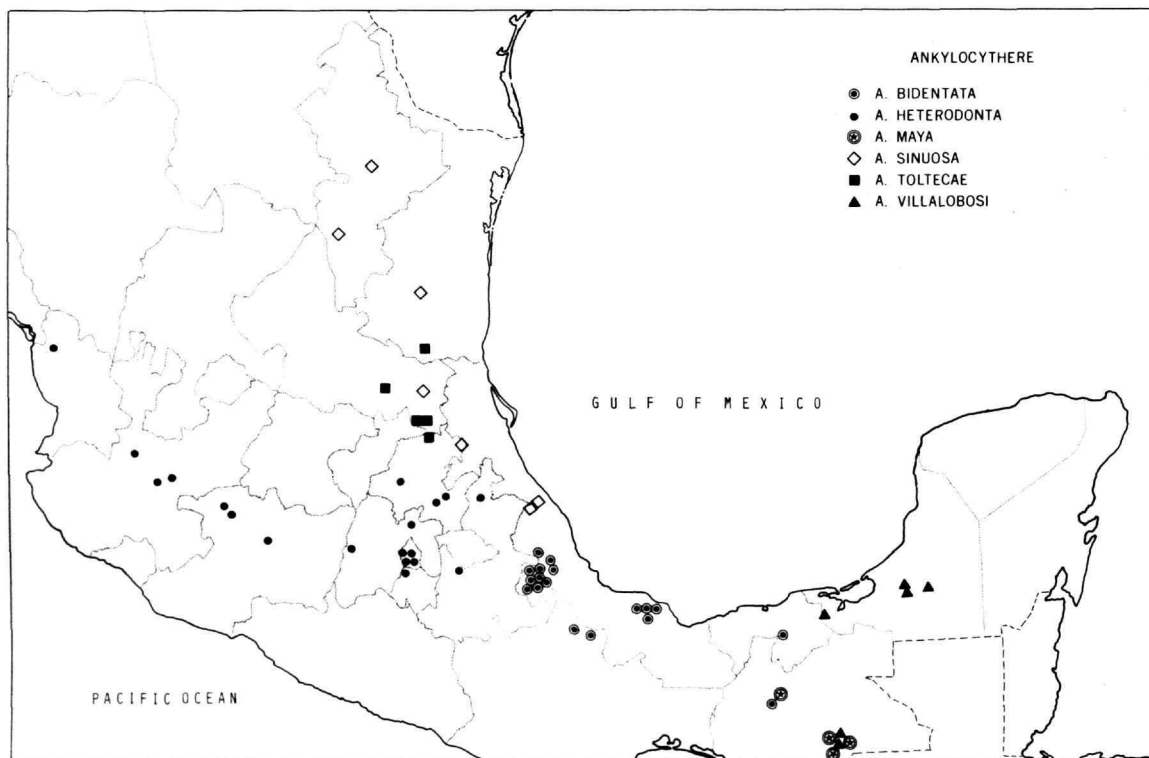 ANKYLOCYTHERE
A. BIDENTATA
A. HETERODONTA
A. MAYA
A. SINUOSA
A. TOLTECAE
A. VILLALOBOSI
GULF OF MEXICO
PACIFIC OCEAN